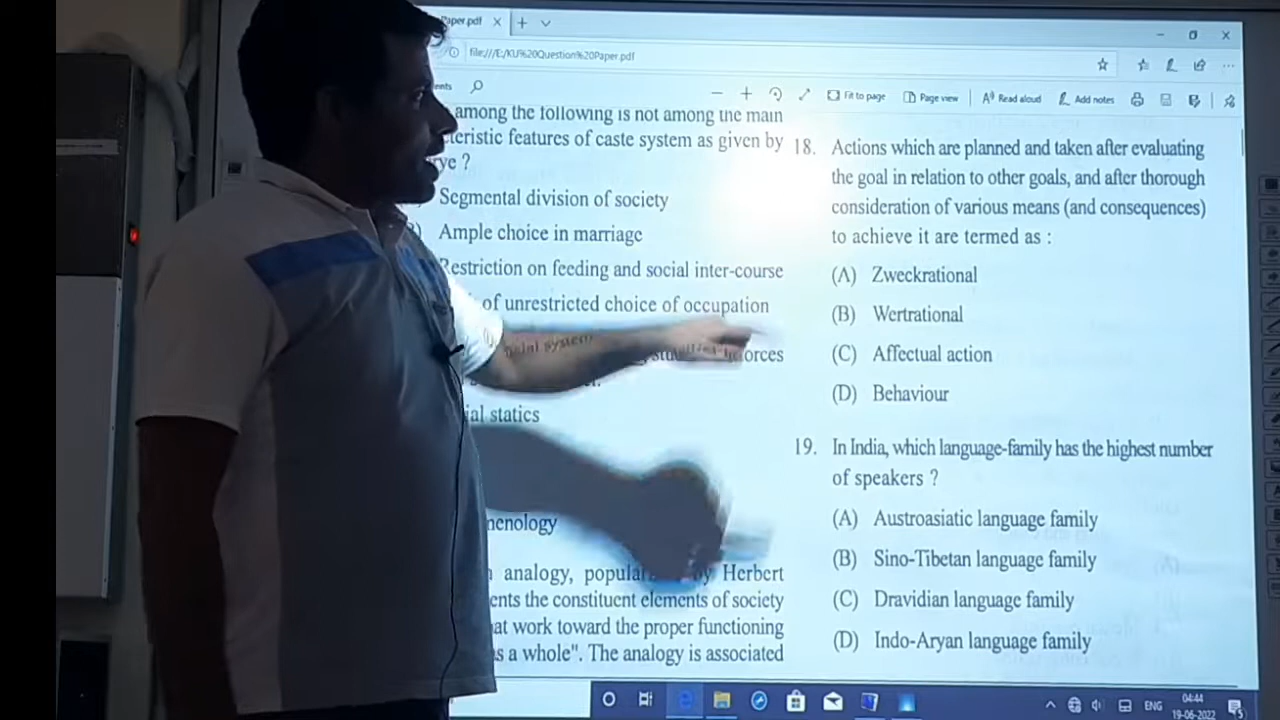 Paper.pdf
file:///E:/KU%20Question%20Paper.pdf
Fit to page
Page view
Read aloud
Add notes
among the following is not among the main
teristic features of caste system as given by
Segmental division of society
Ample choice in marriage
Restriction on feeding and social inter-course
of unrestricted choice of occupation
forces
statics
analogy, popular by Herbert
ents the constituent elements of society
at work toward the proper functioning
s a whole". The analogy is associated
18. Actions which are planned and taken after evaluating
the goal in relation to other goals, and after thorough
consideration of various means (and consequences)
to achieve it are termed as :
(A) Zweckrational
(B) Wertrational
(C) Affectual action
(D) Behaviour
19. In India, which language-family has the highest number
of speakers ?
(A) Austroasiatic language family
(B) Sino-Tibetan language family
(C) Dravidian language family
(D) Indo-Aryan language family
ENG
04:44
19-06-2022